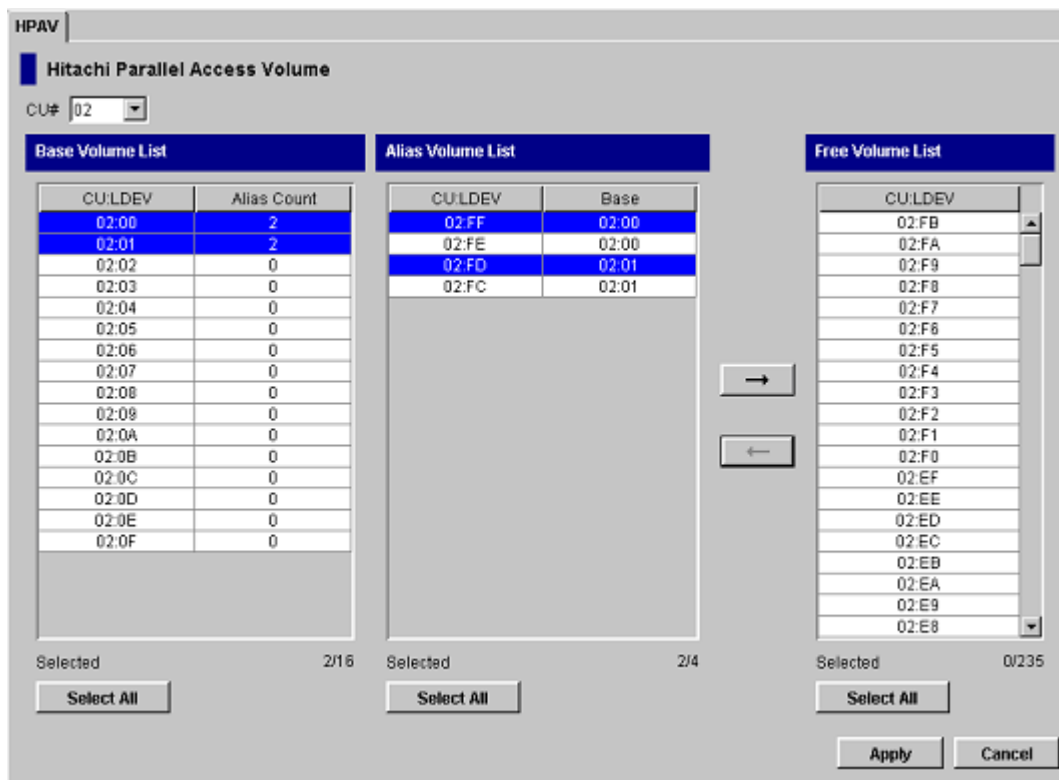 HPAV
Hitachi Parallel Access Volume
CU# 02
Base Volume List Alias Volume List Free Volume List
CU:LDEV Alias Count CU:LDEV Base CU:LDEV
02:00 2 02:FF 02:00 02:FB
02:01 2 02:FE 02:00 02:FA
02:02 0 02:FD 02:01 02:F9
02:03 0 02:FC 02:01 02:F8
02:04 0 02:F7
02:05 0 02:F6
02:06 0 02:F5
02:07 0 02:F4
02:08 0 02:F3
02:09 0 02:F2
02:0A 0 02:F1
02:0B 0 02:F0
02:0C 0 02:EF
02:0D 0 02:EE
02:0E 0 02:ED
02:0F 0 02:EC
02:EB
02:EA
02:E9
02:E8
Selected 2/16 Selected 2/4 Selected 0/235
Select All Select All Select All
Apply Cancel